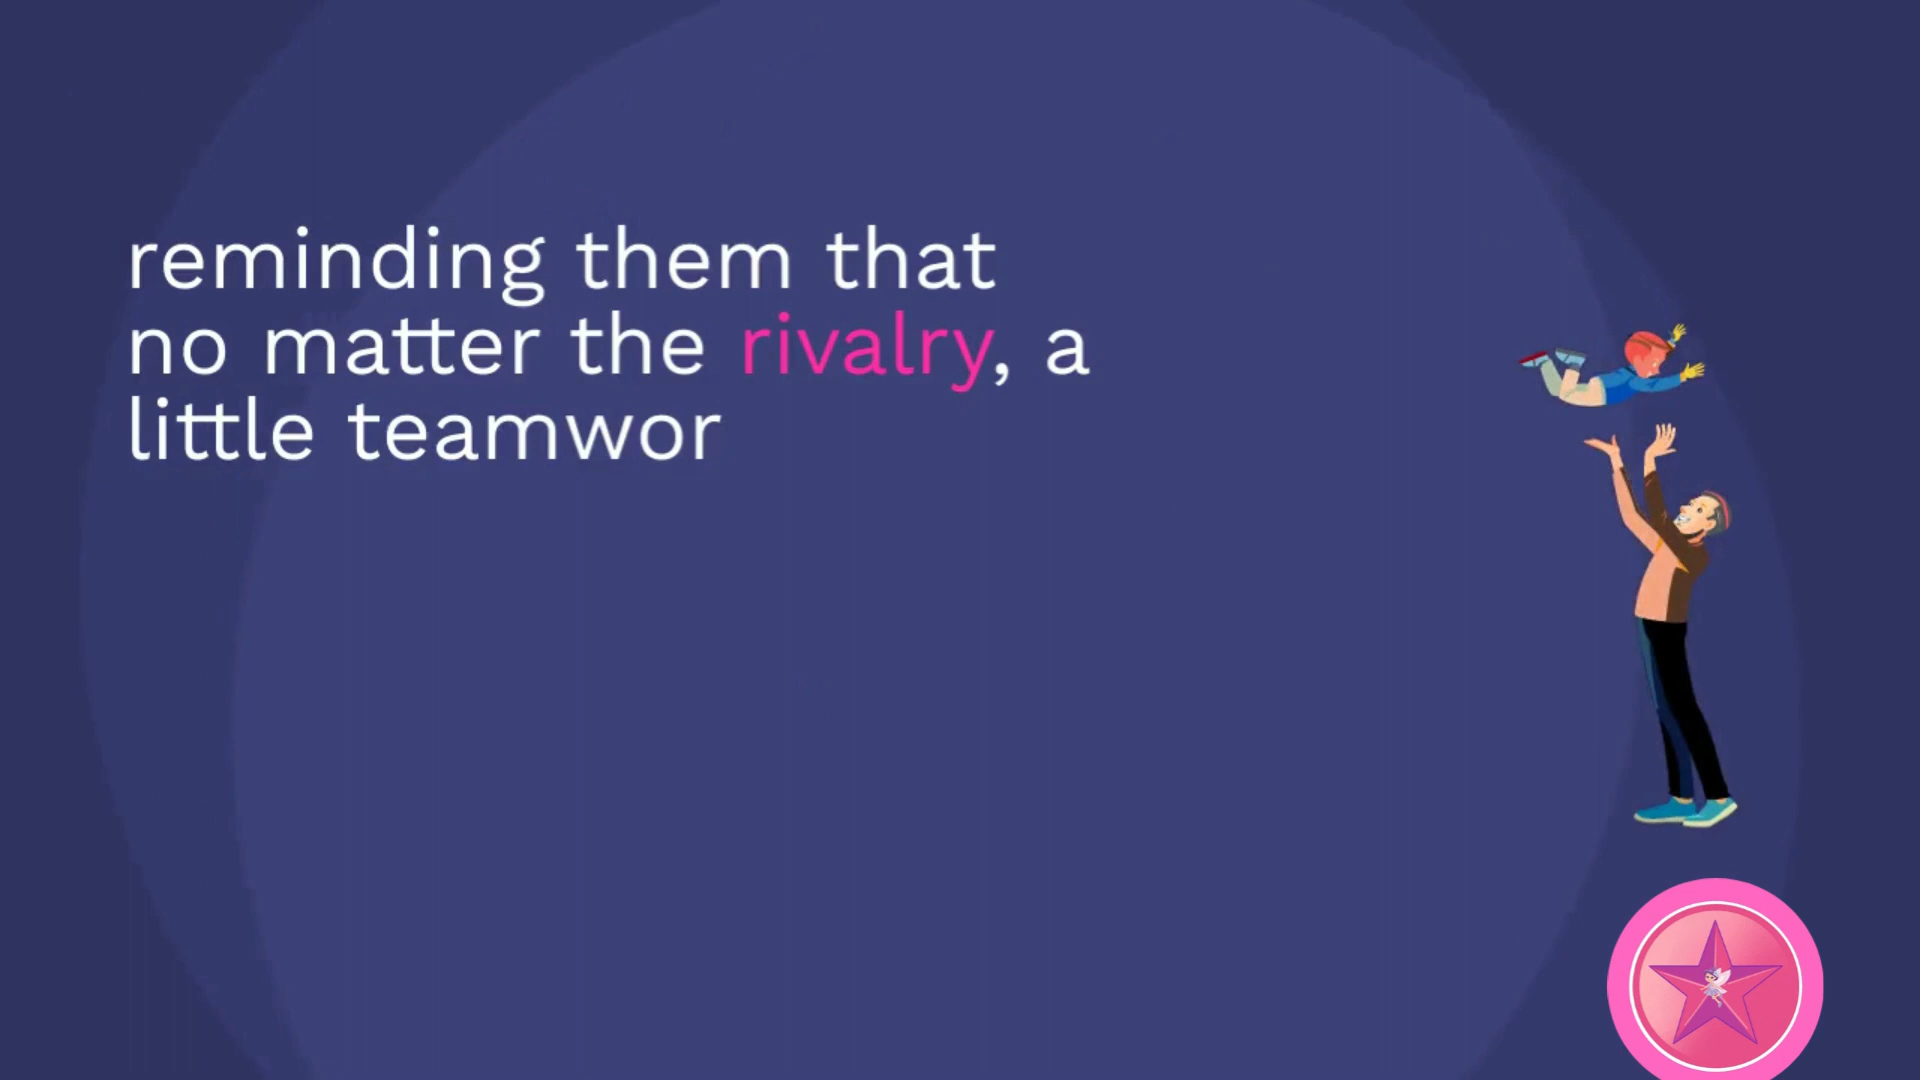 reminding them that
no matter the rivalry, a
little teamwor